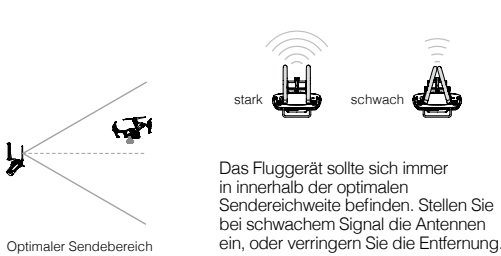 stark
schwach
Das Fluggerät sollte sich immer
in innerhalb der optimalen
Sendereichweite befinden. Stellen Sie
bei schwachem Signal die Antennen
ein, oder verringern Sie die Entfernung.
Optimaler Sendebereich